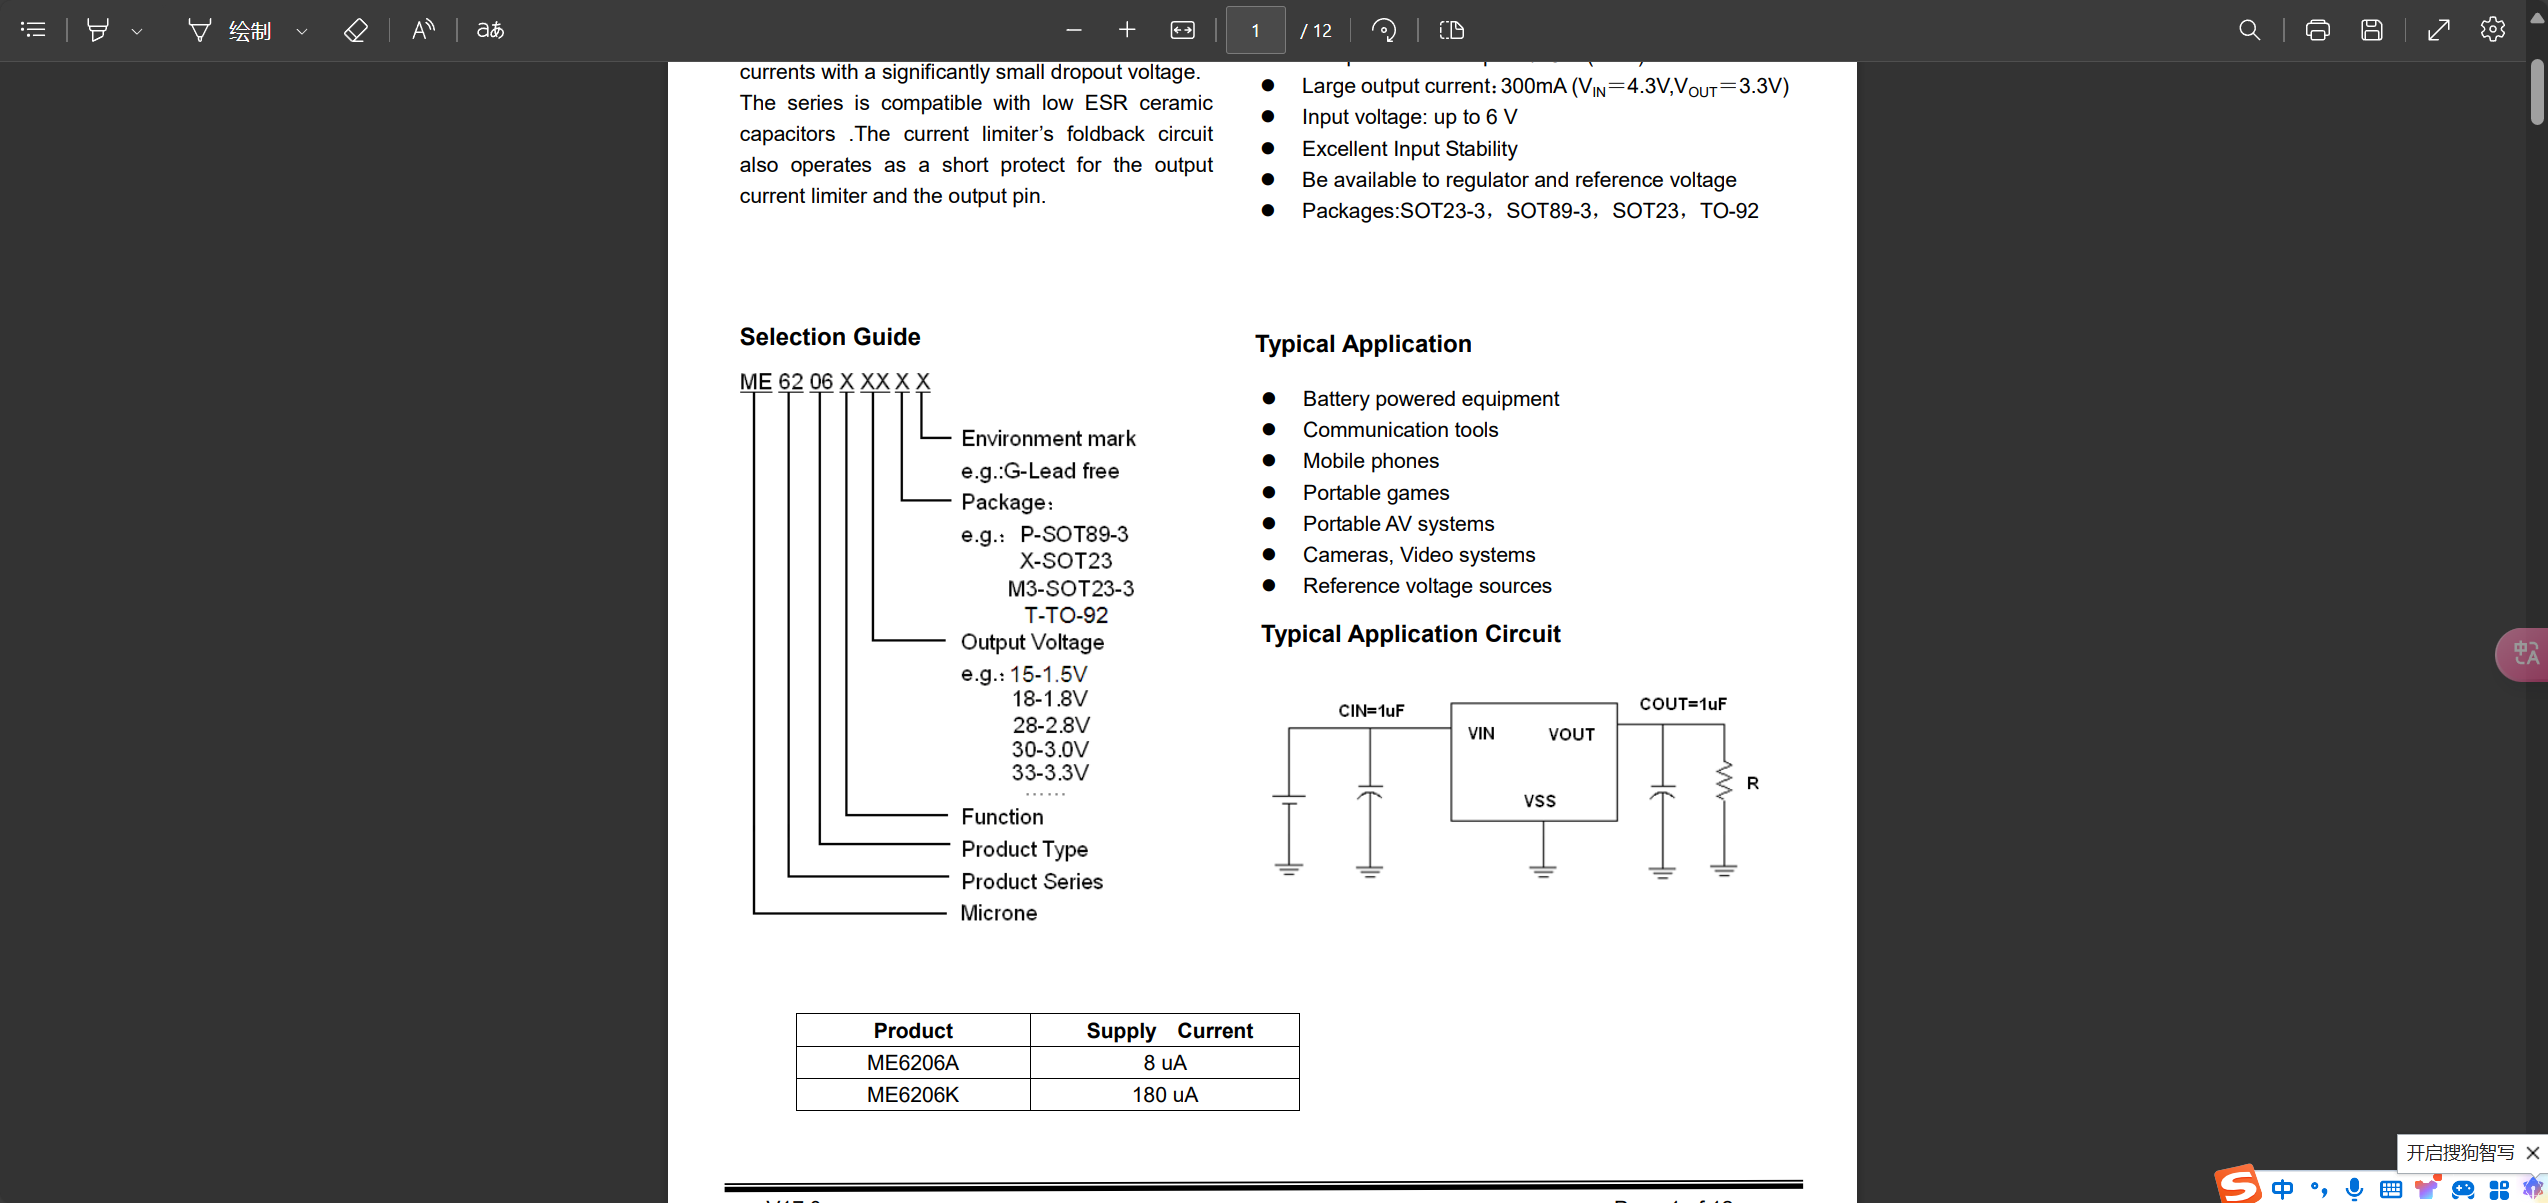 绘制
aあ
1
/ 12
currents with a significantly small dropout voltage.
The series is compatible with low ESR ceramic
capacitors .The current limiter’s foldback circuit
also operates as a short protect for the output
current limiter and the output pin.
● Large output current：300mA (VIN＝4.3V,VOUT＝3.3V)
● Input voltage: up to 6 V
● Excellent Input Stability
● Be available to regulator and reference voltage
● Packages:SOT23-3，SOT89-3，SOT23，TO-92
Selection Guide
ME 62 06 X XX X X
Environment mark
e.g.:G-Lead free
Package：
e.g.： P-SOT89-3
X-SOT23
M3-SOT23-3
T-TO-92
Output Voltage
e.g.：15-1.5V
18-1.8V
28-2.8V
30-3.0V
33-3.3V
......
Function
Product Type
Product Series
Microne
Typical Application
● Battery powered equipment
● Communication tools
● Mobile phones
● Portable games
● Portable AV systems
● Cameras, Video systems
● Reference voltage sources
Typical Application Circuit
CIN=1uF
COUT=1uF
VIN
VOUT
VSS
R
Product Supply Current
ME6206A 8 uA
ME6206K 180 uA
开启搜狗智写
中